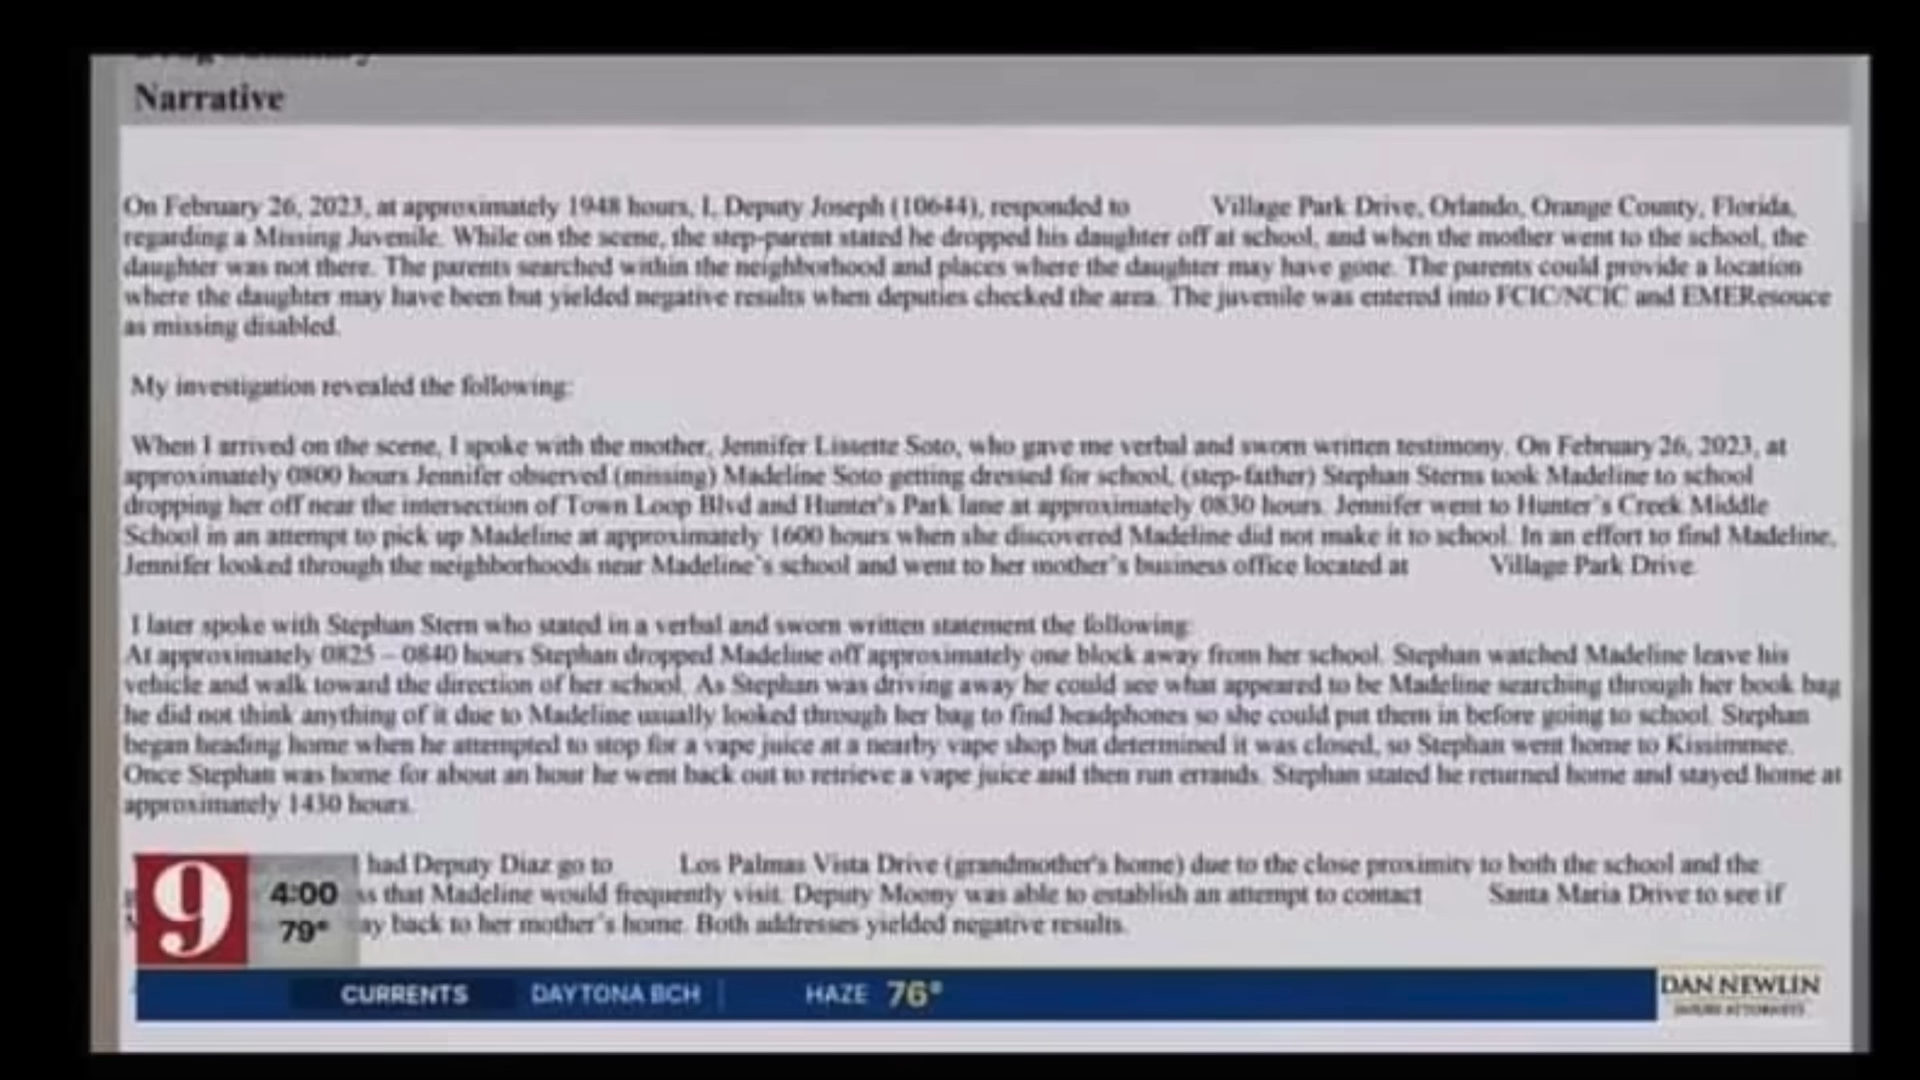 Narrative
On February 26, 2023, at approximately 1948 hours, I, Deputy Joseph (10644), responded to Village Park Drive, Orlando, Orange County, Florida,
regarding a Missing Juvenile. While on the scene, the step-parent stated he dropped his daughter off at school, and when the mother went to the school, the
daughter was not there. The parents searched within the neighborhood and places where the daughter may have gone. The parents could provide a location
where the daughter may have been but yielded negative results when deputies checked the area. The juvenile was entered into FCIC/NCIC and EMEResouce
as missing disabled.
My investigation revealed the following:
When I arrived on the scene, I spoke with the mother, Jennifer Lissette Soto, who gave me verbal and sworn written testimony. On February 26, 2023, at
approximately 0800 hours Jennifer observed (missing) Madeline Soto getting dressed for school, (step-father) Stephan Sterns took Madeline to school
dropping her off near the intersection of Town Loop Blvd and Hunter's Park lane at approximately 0830 hours. Jennifer went to Hunter's Creek Middle
School in an attempt to pick up Madeline at approximately 1600 hours when she discovered Madeline did not make it to school. In an effort to find Madeline,
Jennifer looked through the neighborhoods near Madeline's school and went to her mother's business office located at Village Park Drive.
I later spoke with Stephan Stern who stated in a verbal and sworn written statement the following:
At approximately 0825 – 0840 hours Stephan dropped Madeline off approximately one block away from her school. Stephan watched Madeline leave his
vehicle and walk toward the direction of her school. As Stephan was driving away he could see what appeared to be Madeline searching through her book bag
he did not think anything of it due to Madeline usually looked through her bag to find headphones so she could put them in before going to school. Stephan
began heading home when he attempted to stop for a vape juice at a nearby vape shop but determined it was closed, so Stephan went home to Kissimmee.
Once Stephan was home for about an hour he went back out to retrieve a vape juice and then run errands. Stephan stated he returned home and stayed home at
approximately 1430 hours.
I had Deputy Diaz go to Los Palmas Vista Drive (grandmother's home) due to the close proximity to both the school and the
ss that Madeline would frequently visit. Deputy Moony was able to establish an attempt to contact Santa Maria Drive to see if
ay back to her mother's home. Both addresses yielded negative results.
9
4:00
79°
CURRENTS DAYTONA BCH HAZE 76°
DAN NEWLIN
INJURY ATTORNEYS